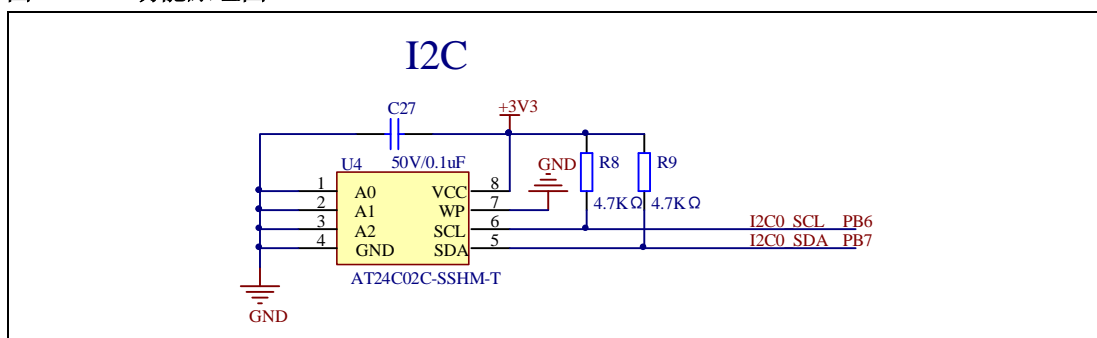 I2C
C27
+3V3
U4
50V/0.1uF
GND
R8
R9
1
A0
VCC
8
2
A1
WP
7
3
A2
SCL
6
4
GND
SDA
5
4.7KΩ
4.7KΩ
I2C0_SCL
PB6
I2C0_SDA
PB7
AT24C02C-SSHM-T
GND